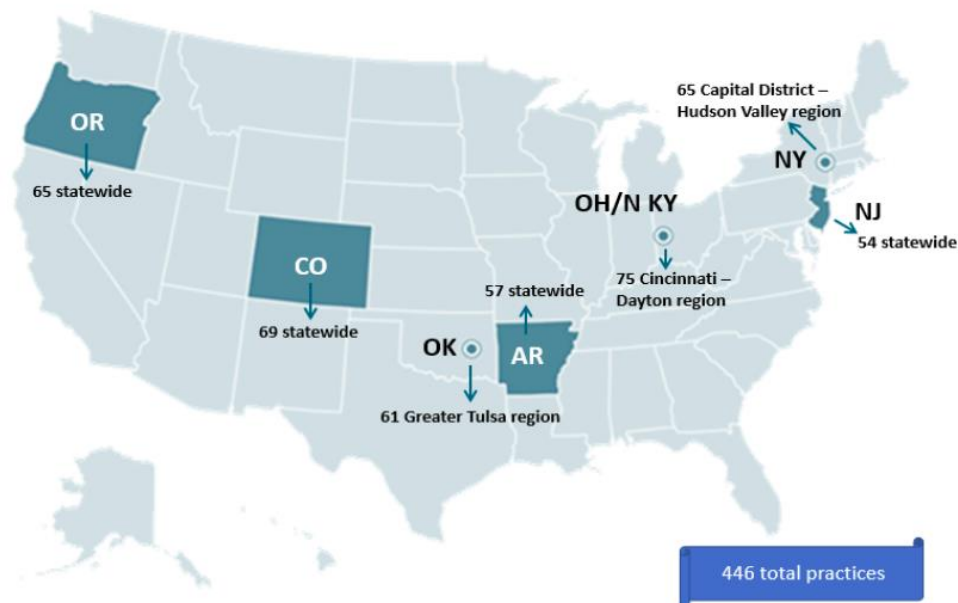 65 Capital District –
Hudson Valley region
OR
NY
65 statewide
OH/N KY
NJ
54 statewide
CO
75 Cincinnati –
Dayton region
57 statewide
69 statewide
OK
AR
61 Greater Tulsa region
446 total practices